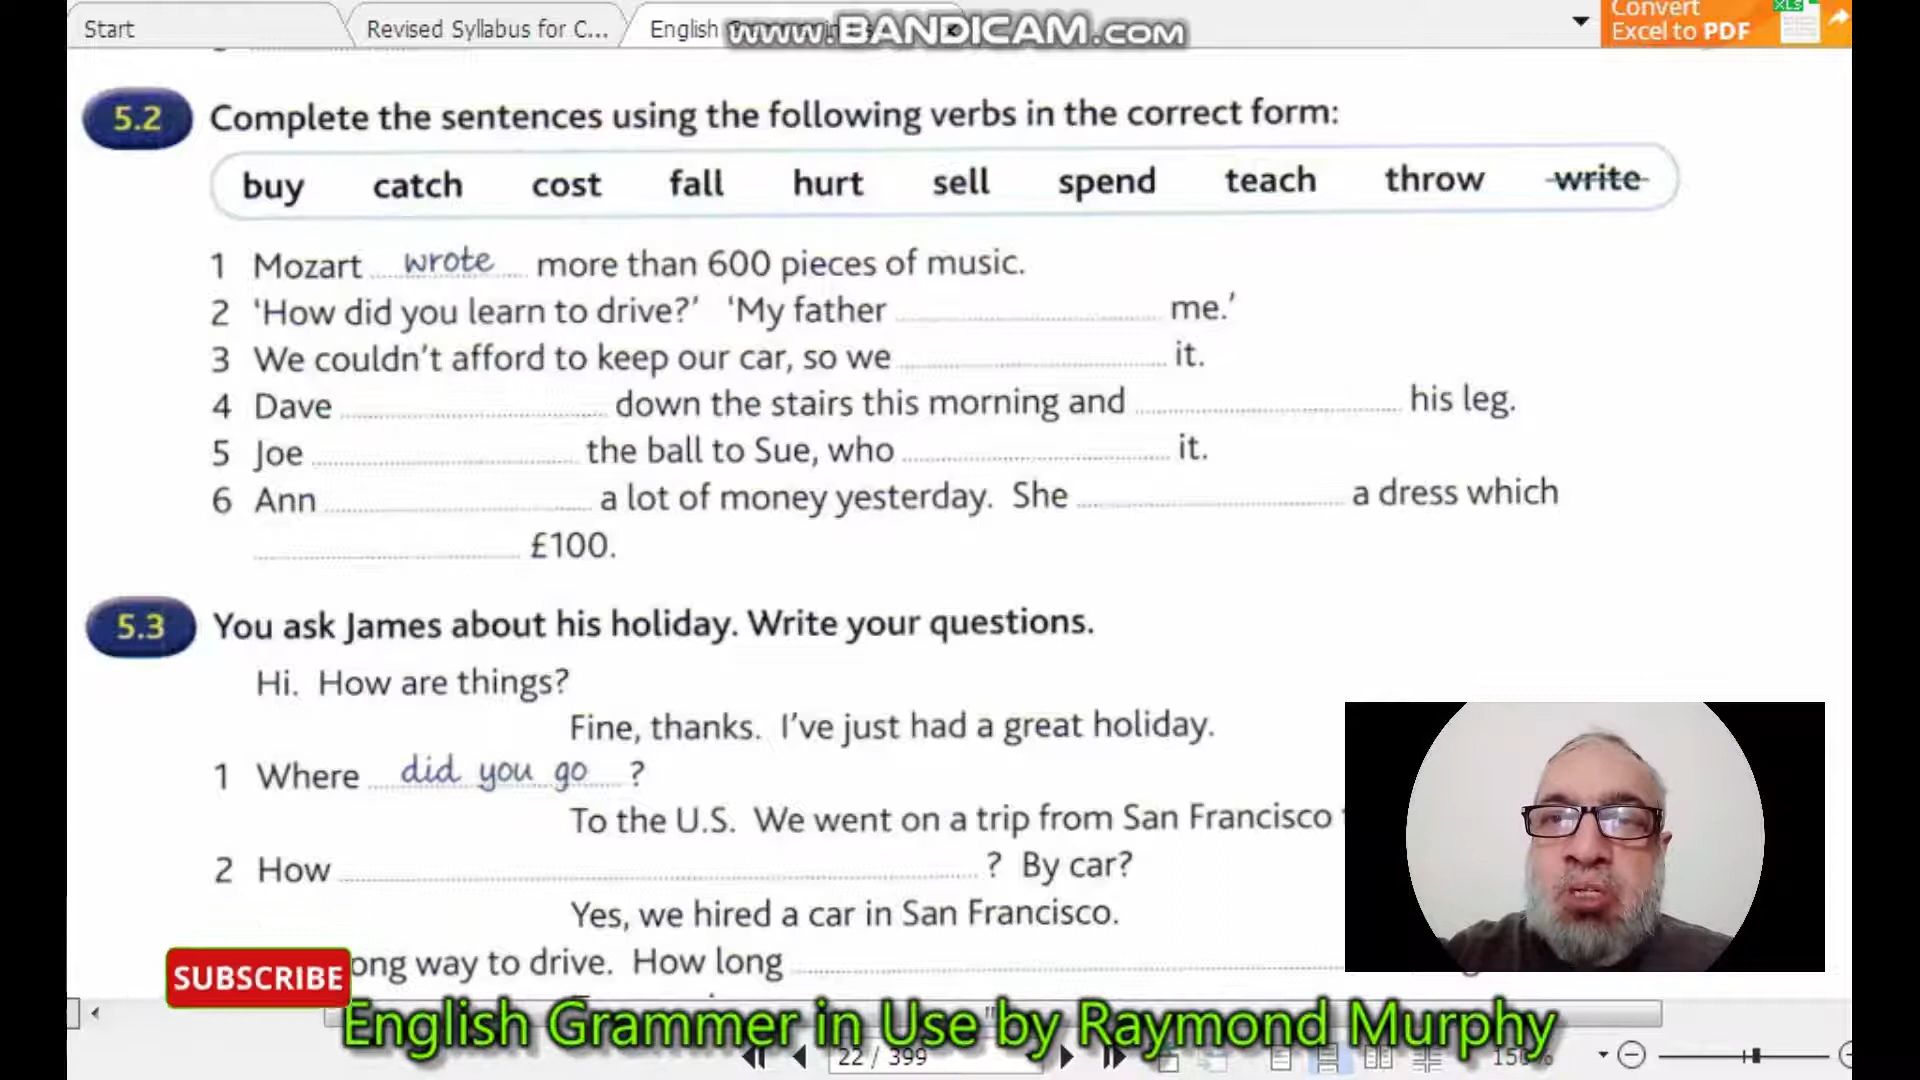 Start
Revised Syllabus for C...
English
www.BANDICAM.com
Convert
Excel to PDF
XLS
5.2 Complete the sentences using the following verbs in the correct form:
buy catch cost fall hurt sell spend teach throw write
1 Mozart wrote more than 600 pieces of music.
2 ‘How did you learn to drive?’ ‘My father me.’
3 We couldn’t afford to keep our car, so we it.
4 Dave down the stairs this morning and his leg.
5 Joe the ball to Sue, who it.
6 Ann a lot of money yesterday. She a dress which
£100.
5.3 You ask James about his holiday. Write your questions.
Hi. How are things?
Fine, thanks. I’ve just had a great holiday.
1 Where did you go ?
To the U.S. We went on a trip from San Francisco
2 How ? By car?
Yes, we hired a car in San Francisco.
ong way to drive. How long
SUBSCRIBE
English Grammer in Use by Raymond Murphy
22 / 399
150%